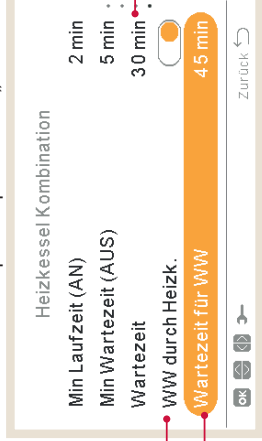 Heizkessel Kombination
Min Laufzeit (AN) 2 min
Min Wartezeit (AUS) 5 min
Wartezeit 30 min
WW durch Heizk.
Wartezeit für WW 45 min
OK Zurück